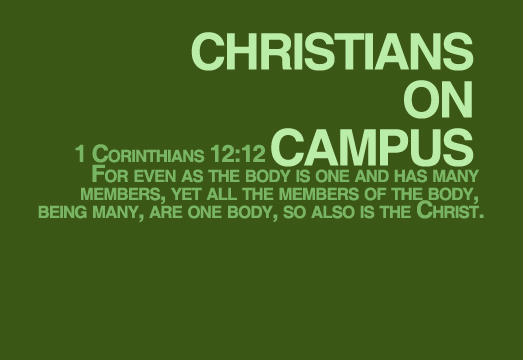 CHRISTIANS
ON
CAMPUS
1 Corinthians 12:12
For even as the body is one and has many
members, yet all the members of the body,
being many, are one body, so also is the Christ.